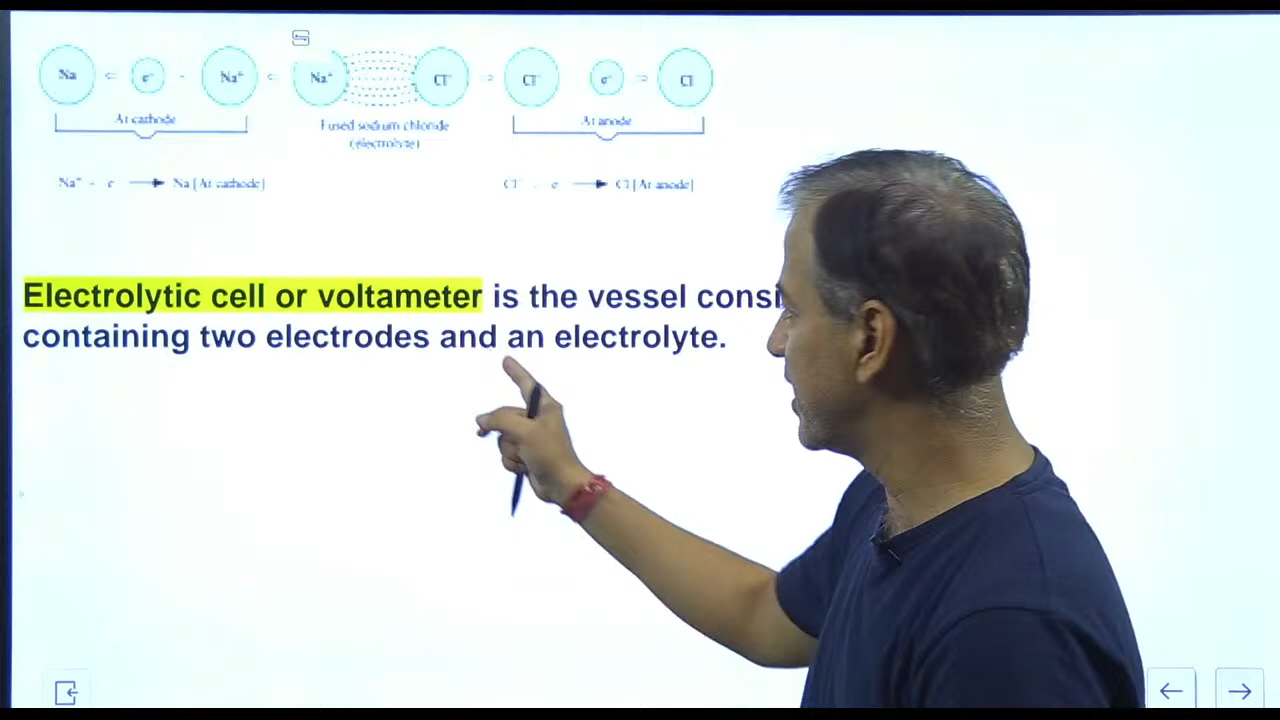 Na ⇐ e⁻ - Na⁺ ⇐ Na⁺ Cl⁻ ⇒ Cl⁻ e⁻ ⇒ Cl
At cathode
Fused sodium chloride
(electrolyte)
At anode
Na⁺ - e → Na [At cathode]
Cl e → Cl [At anode]
Electrolytic cell or voltameter is the vessel
containing two electrodes and an electrolyte.